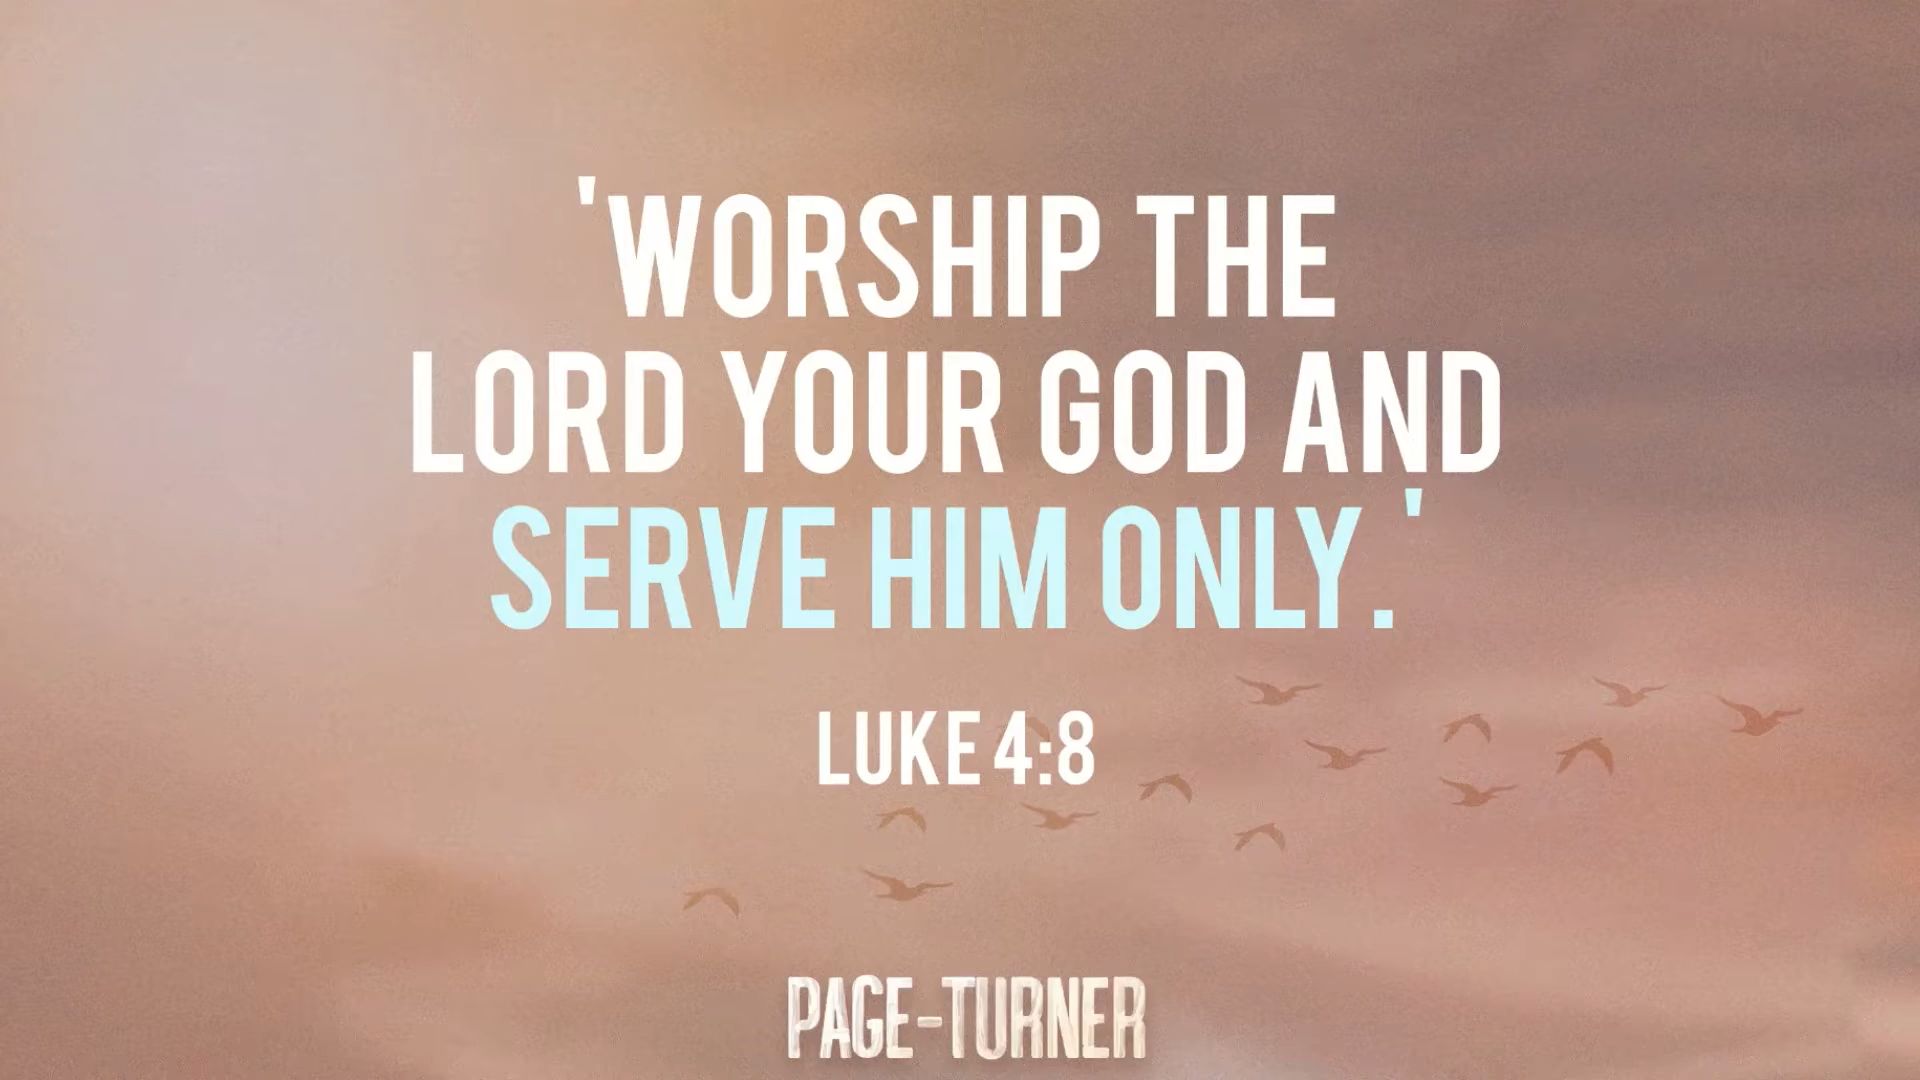 'WORSHIP THE
LORD YOUR GOD AND
SERVE HIM ONLY.'
LUKE 4:8
PAGE-TURNER